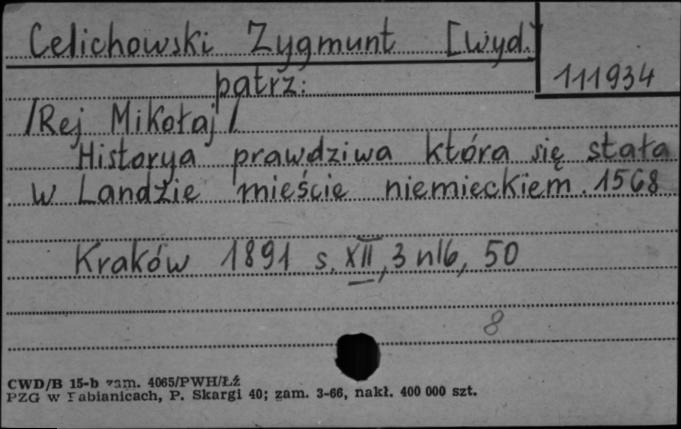 Celichowski Zygmunt [Wyd.]
111934
patrz:
/Rej Mikołaj/
Historya prawdziwa która się stała
w Landzie mieście niemieckiem. 1568
Kraków 1891 s. XII, 3 nlb, 50
8
CWD/B 15-b zam. 4065/PWH/ŁŹ
PZG w Pabianicach, P. Skargi 40; zam. 3-66, nakł. 400 000 szt.